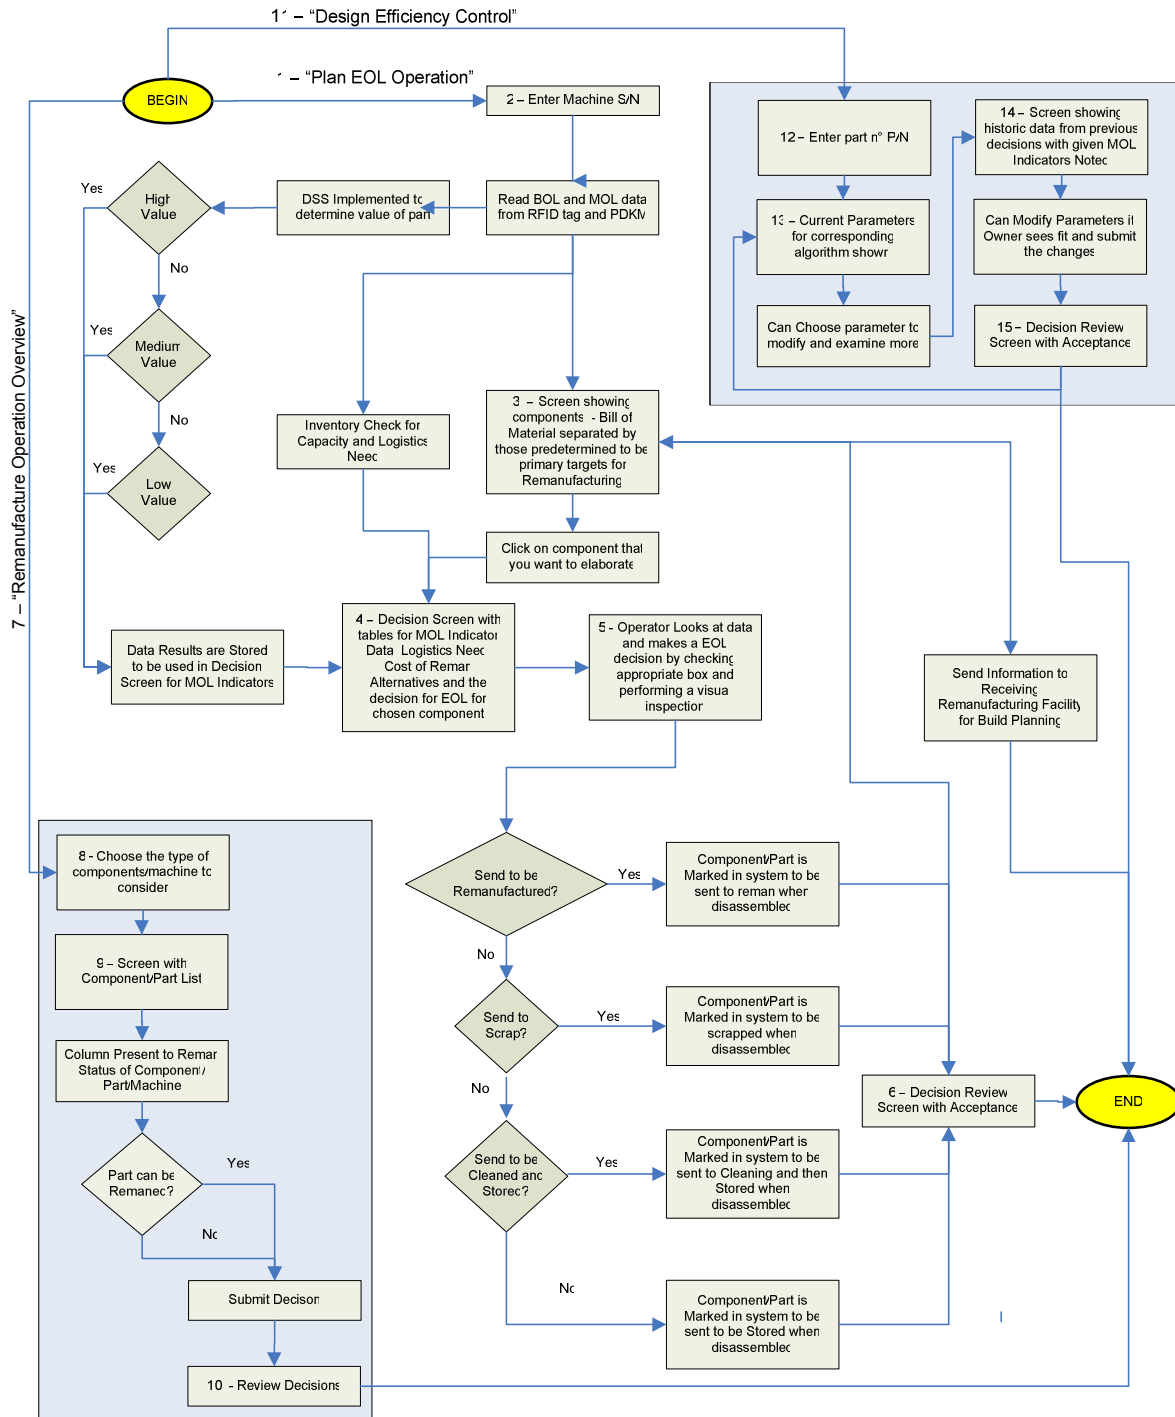 11 – “Design Efficiency Control”
1 – “Plan EOL Operation”
BEGIN
2 – Enter Machine S/N
12 – Enter part n° P/N
14 – Screen showing
historic data from previous
decisions with given MOL
Indicators Noted
High
Value
Yes
No
DSS Implemented to
determine value of part
Read BOL and MOL data
from RFID tag and PDKM
13 – Current Parameters
for corresponding
algorithm shown
Can Modify Parameters if
Owner sees fit and submit
the changes
Medium
Value
Yes
No
Can Choose parameter to
modify and examine more
15 – Decision Review
Screen with Acceptance
7 – “Remanufacture Operation Overview”
Low
Value
Yes
Inventory Check for
Capacity and Logistics
Need
3 – Screen showing
components - Bill of
Material separated by
those predetermined to be
primary targets for
Remanufacturing
Click on component that
you want to elaborate
Data Results are Stored
to be used in Decision
Screen for MOL Indicators
4 – Decision Screen with
tables for MOL Indicator
Data Logistics Need
Cost of Reman
Alternatives and the
decision for EOL for
chosen component
5 - Operator Looks at data
and makes a EOL
decision by checking
appropriate box and
performing a visual
inspection
Send Information to
Receiving
Remanufacturing Facility
for Build Planning
8 - Choose the type of
components/machine to
consider
9 – Screen with
Component/Part List
Column Present to Reman
Status of Component/
Part/Machine
Part can be
Remaned?
Yes
No
Submit Decison
10 - Review Decisions
Send to be
Remanufactured?
Yes
No
Component/Part is
Marked in system to be
sent to reman when
disassembled
Send to
Scrap?
Yes
No
Component/Part is
Marked in system to be
scrapped when
disassembled
6 – Decision Review
Screen with Acceptance
END
Send to be
Cleaned and
Stored?
Yes
No
Component/Part is
Marked in system to be
sent to Cleaning and then
Stored when
disassembled
Component/Part is
Marked in system to be
sent to be Stored when
disassembled